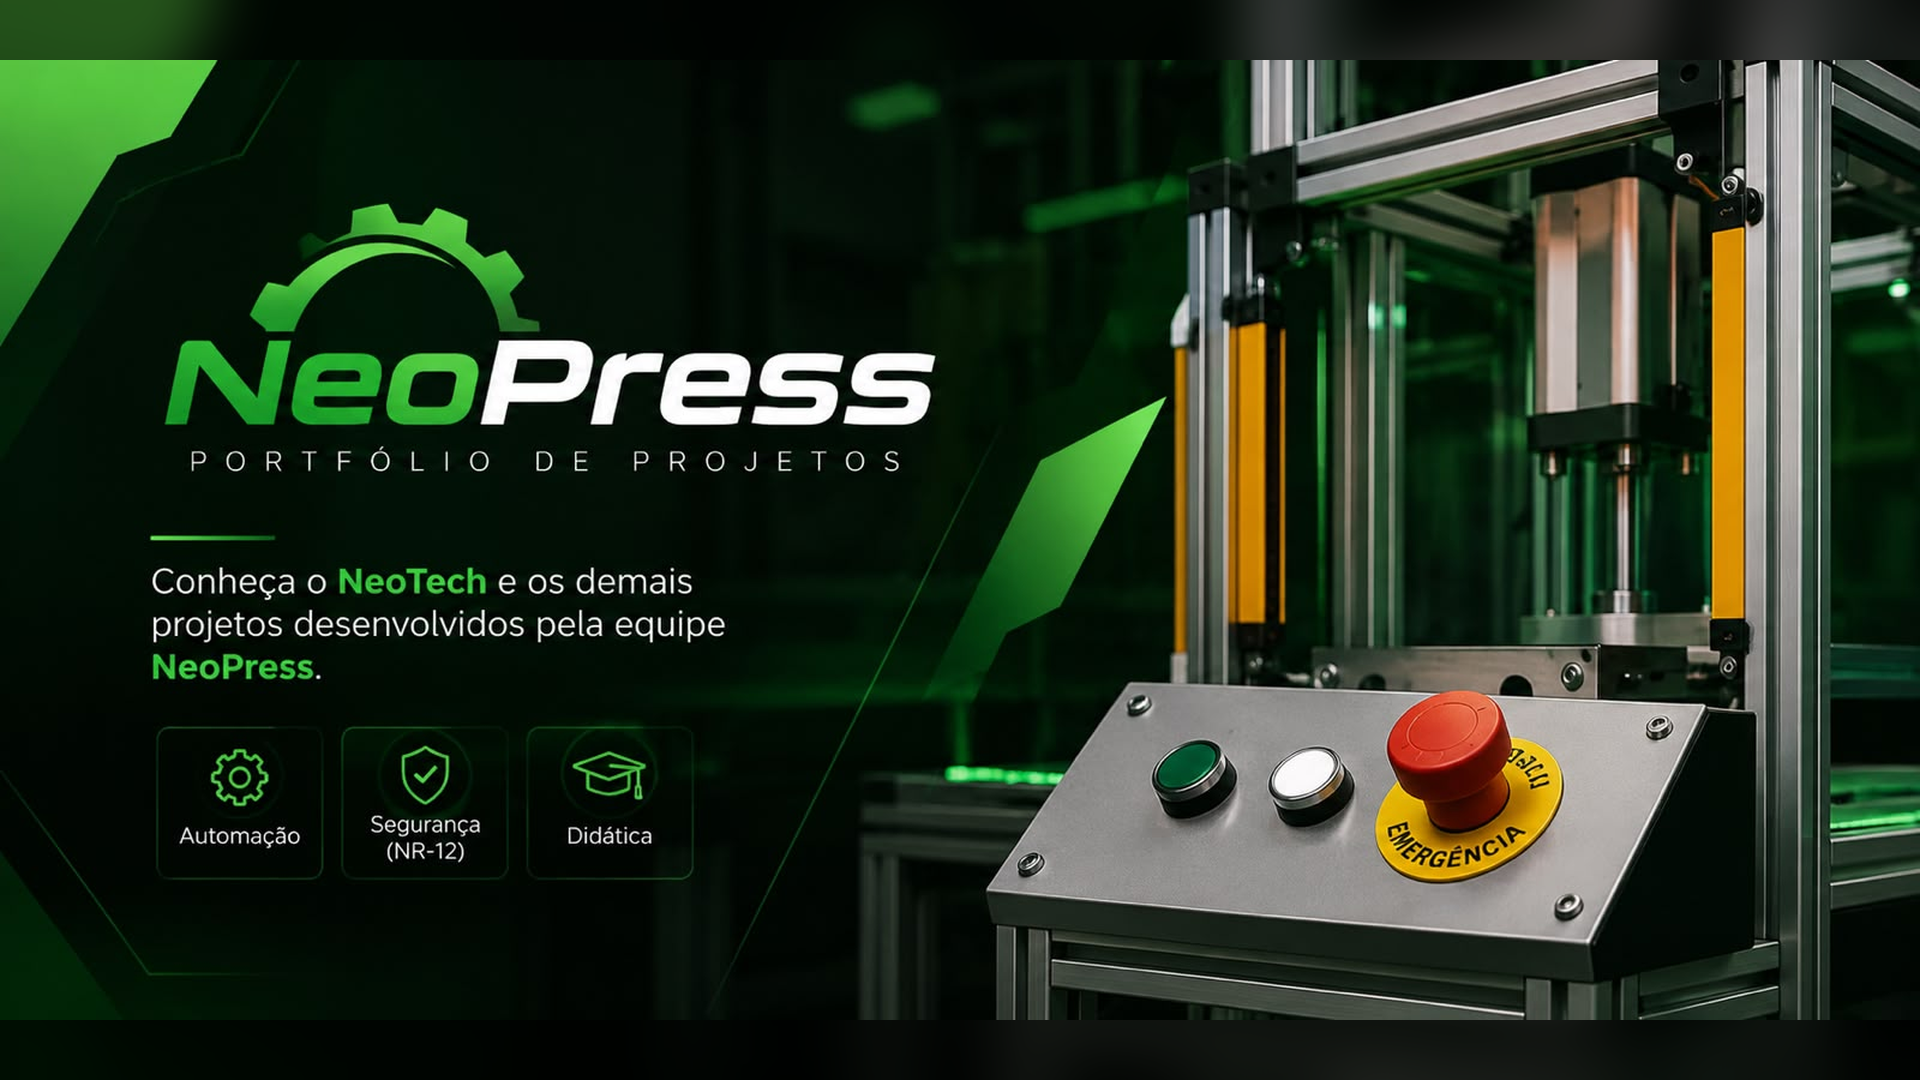 NeoPress
PORTFÓLIO DE PROJETOS
Conheça o NeoTech e os demais
projetos desenvolvidos pela equipe
NeoPress.
Automação
Segurança
(NR-12)
Didática
EMERGÊNCIA